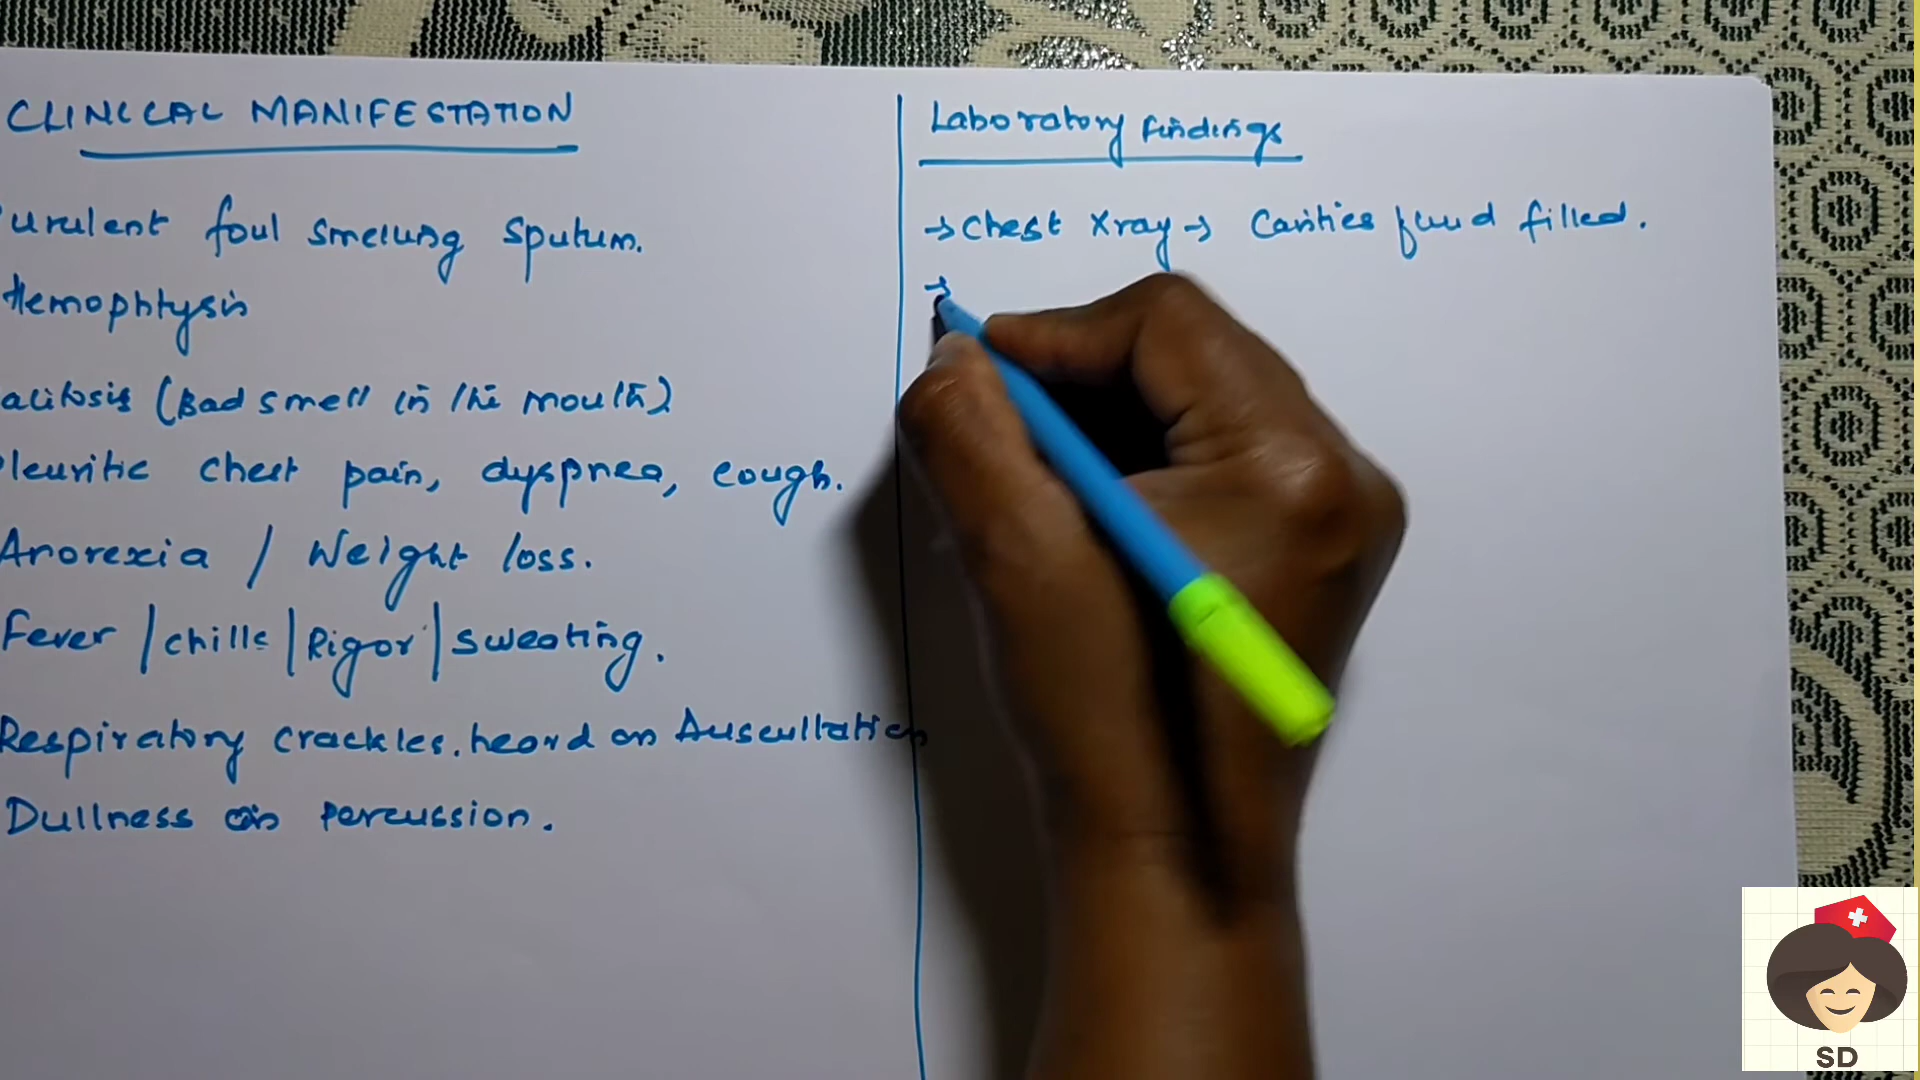 CLINICAL MANIFESTATION
urulent foul smelling sputum.
Hemophtysis
alitosis (Bad smell in the mouth)
leuritic chest pain, dyspnea, cough.
Anorexia / Weight loss.
Fever / chills / Rigor / sweating.
Respiratory crackles. heard on Auscultation
Dullness on percussion.
Laboratory findings
→ Chest Xray → Cavities fluid filled.
→
SD